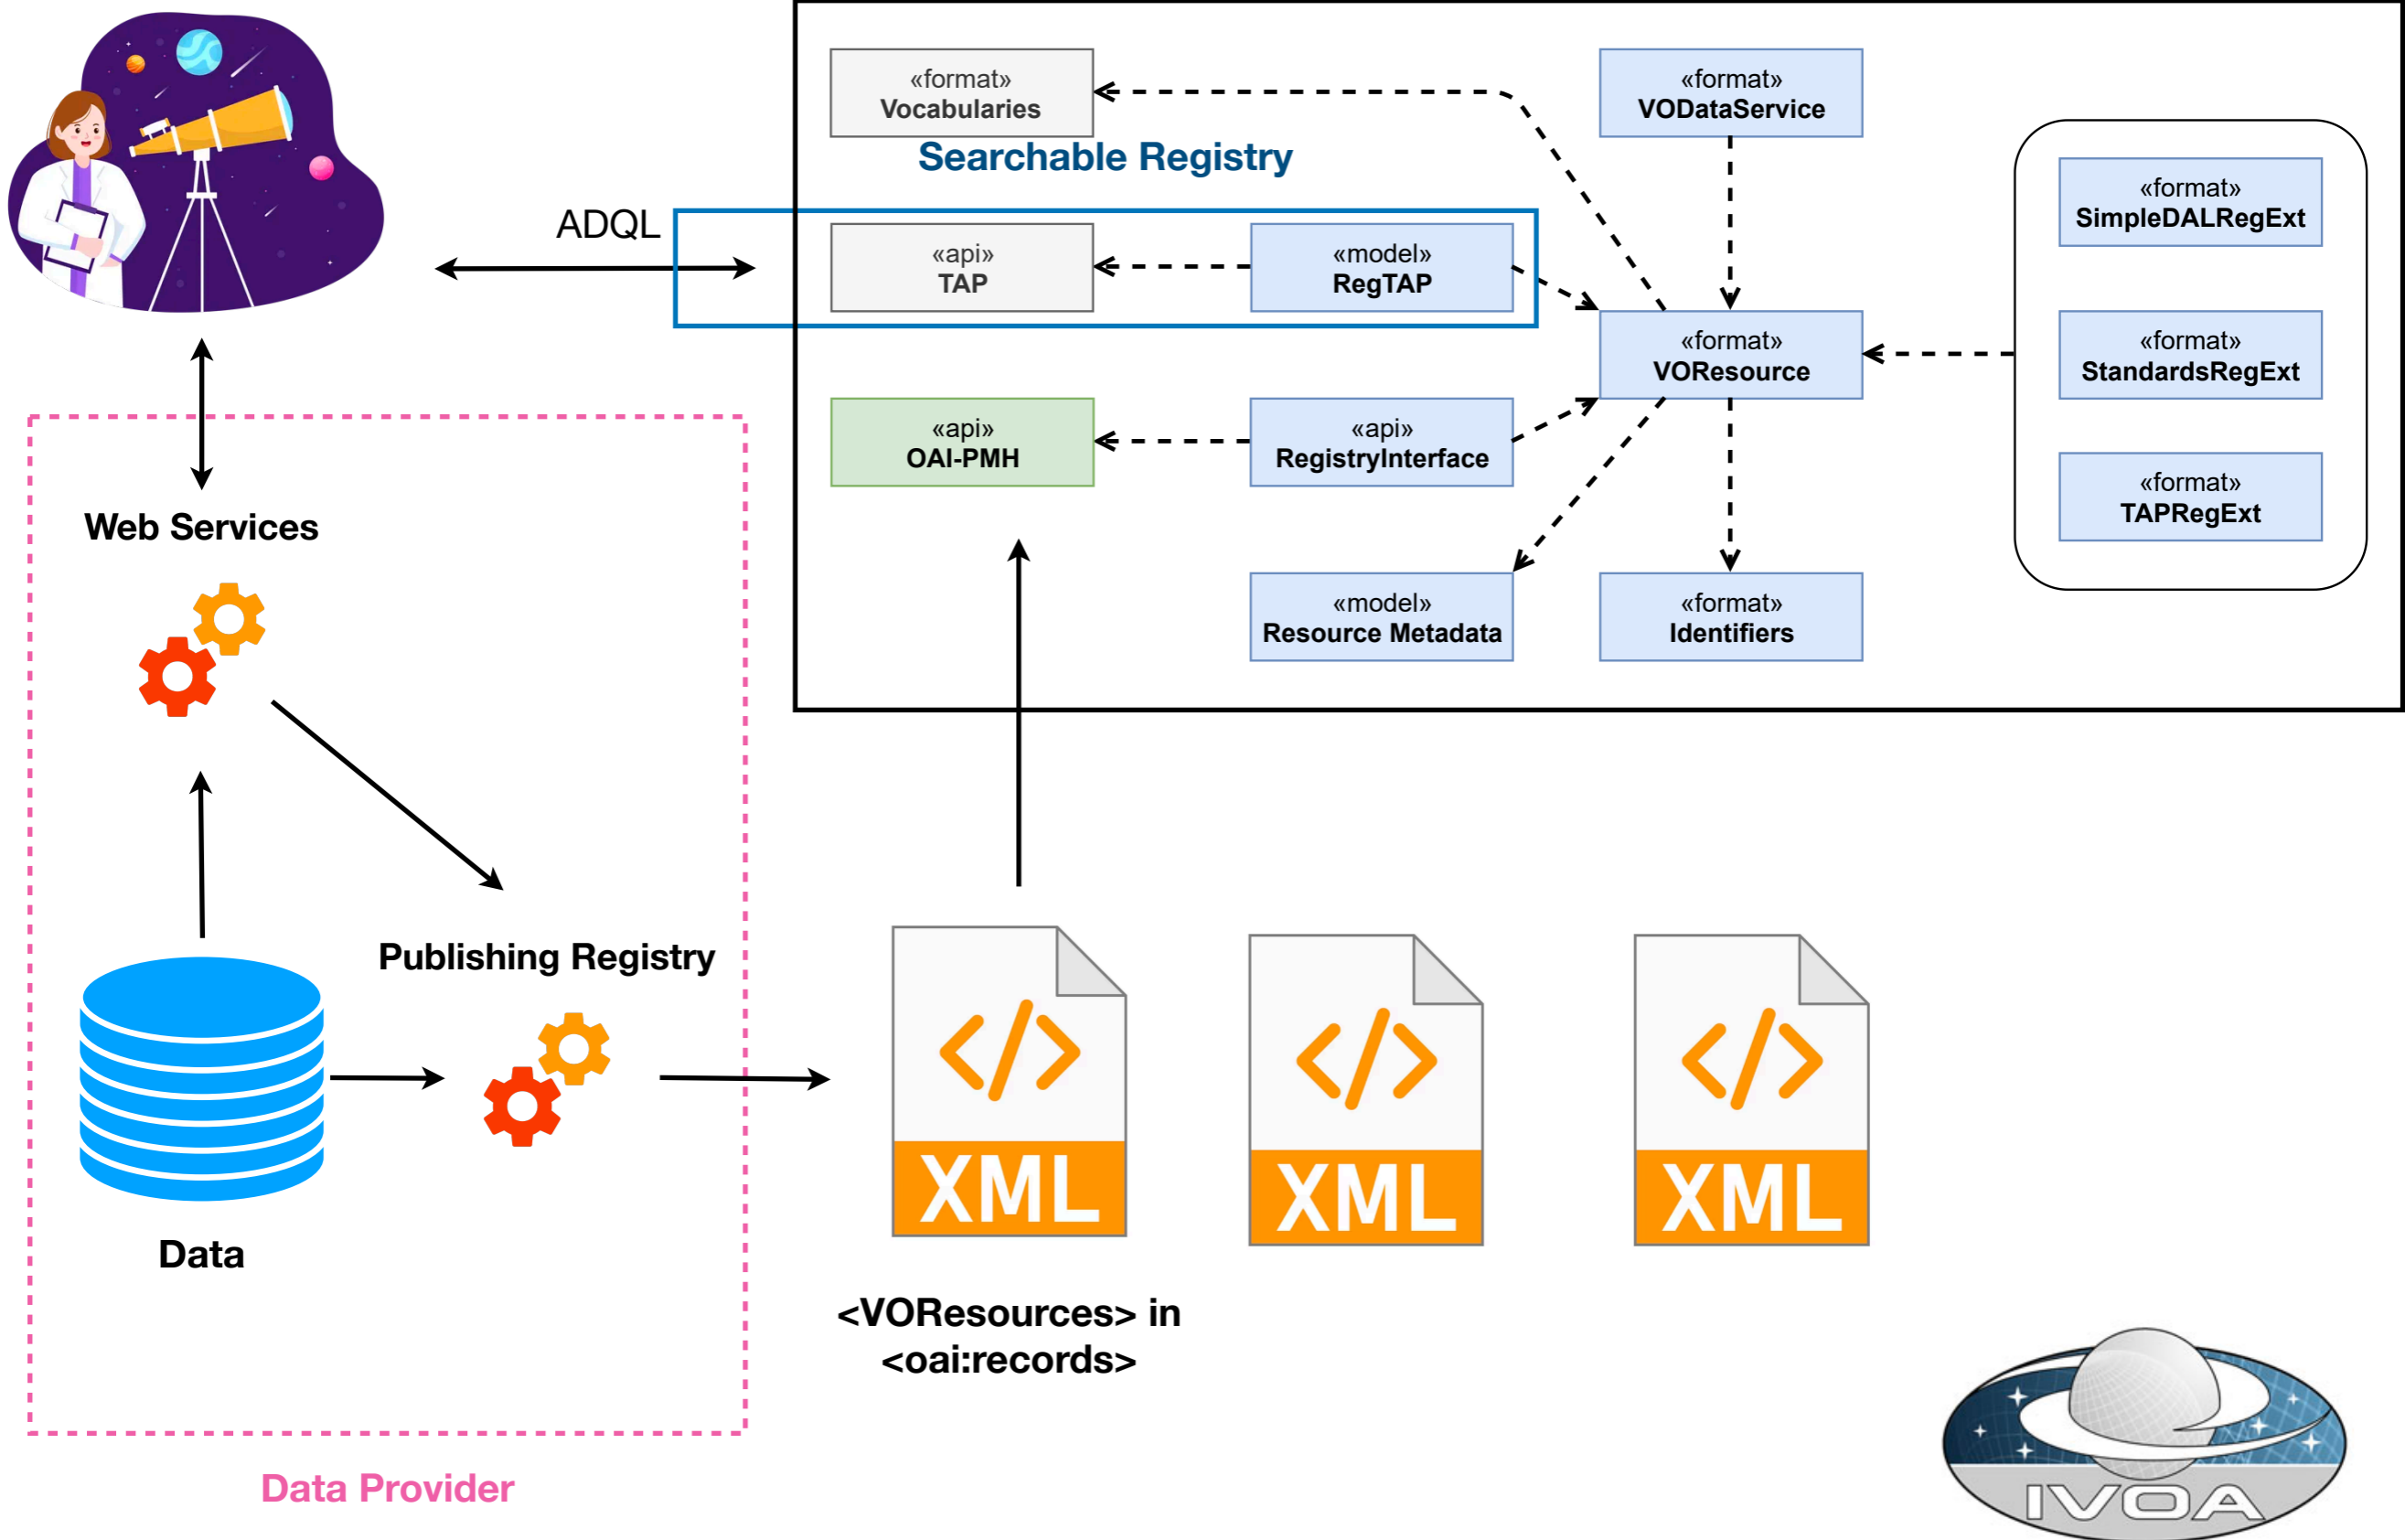 «format»
Vocabularies
«format»
VODataService
Searchable Registry
«format»
SimpleDALRegExt
ADQL
«api»
TAP
«model»
RegTAP
«format»
VOResource
«format»
StandardsRegExt
«api»
OAI-PMH
«api»
RegistryInterface
«format»
TAPRegExt
Web Services
«model»
Resource Metadata
«format»
Identifiers
Publishing Registry
XML
XML
XML
Data
<VOResources> in
<oai:records>
Data Provider
IVOA